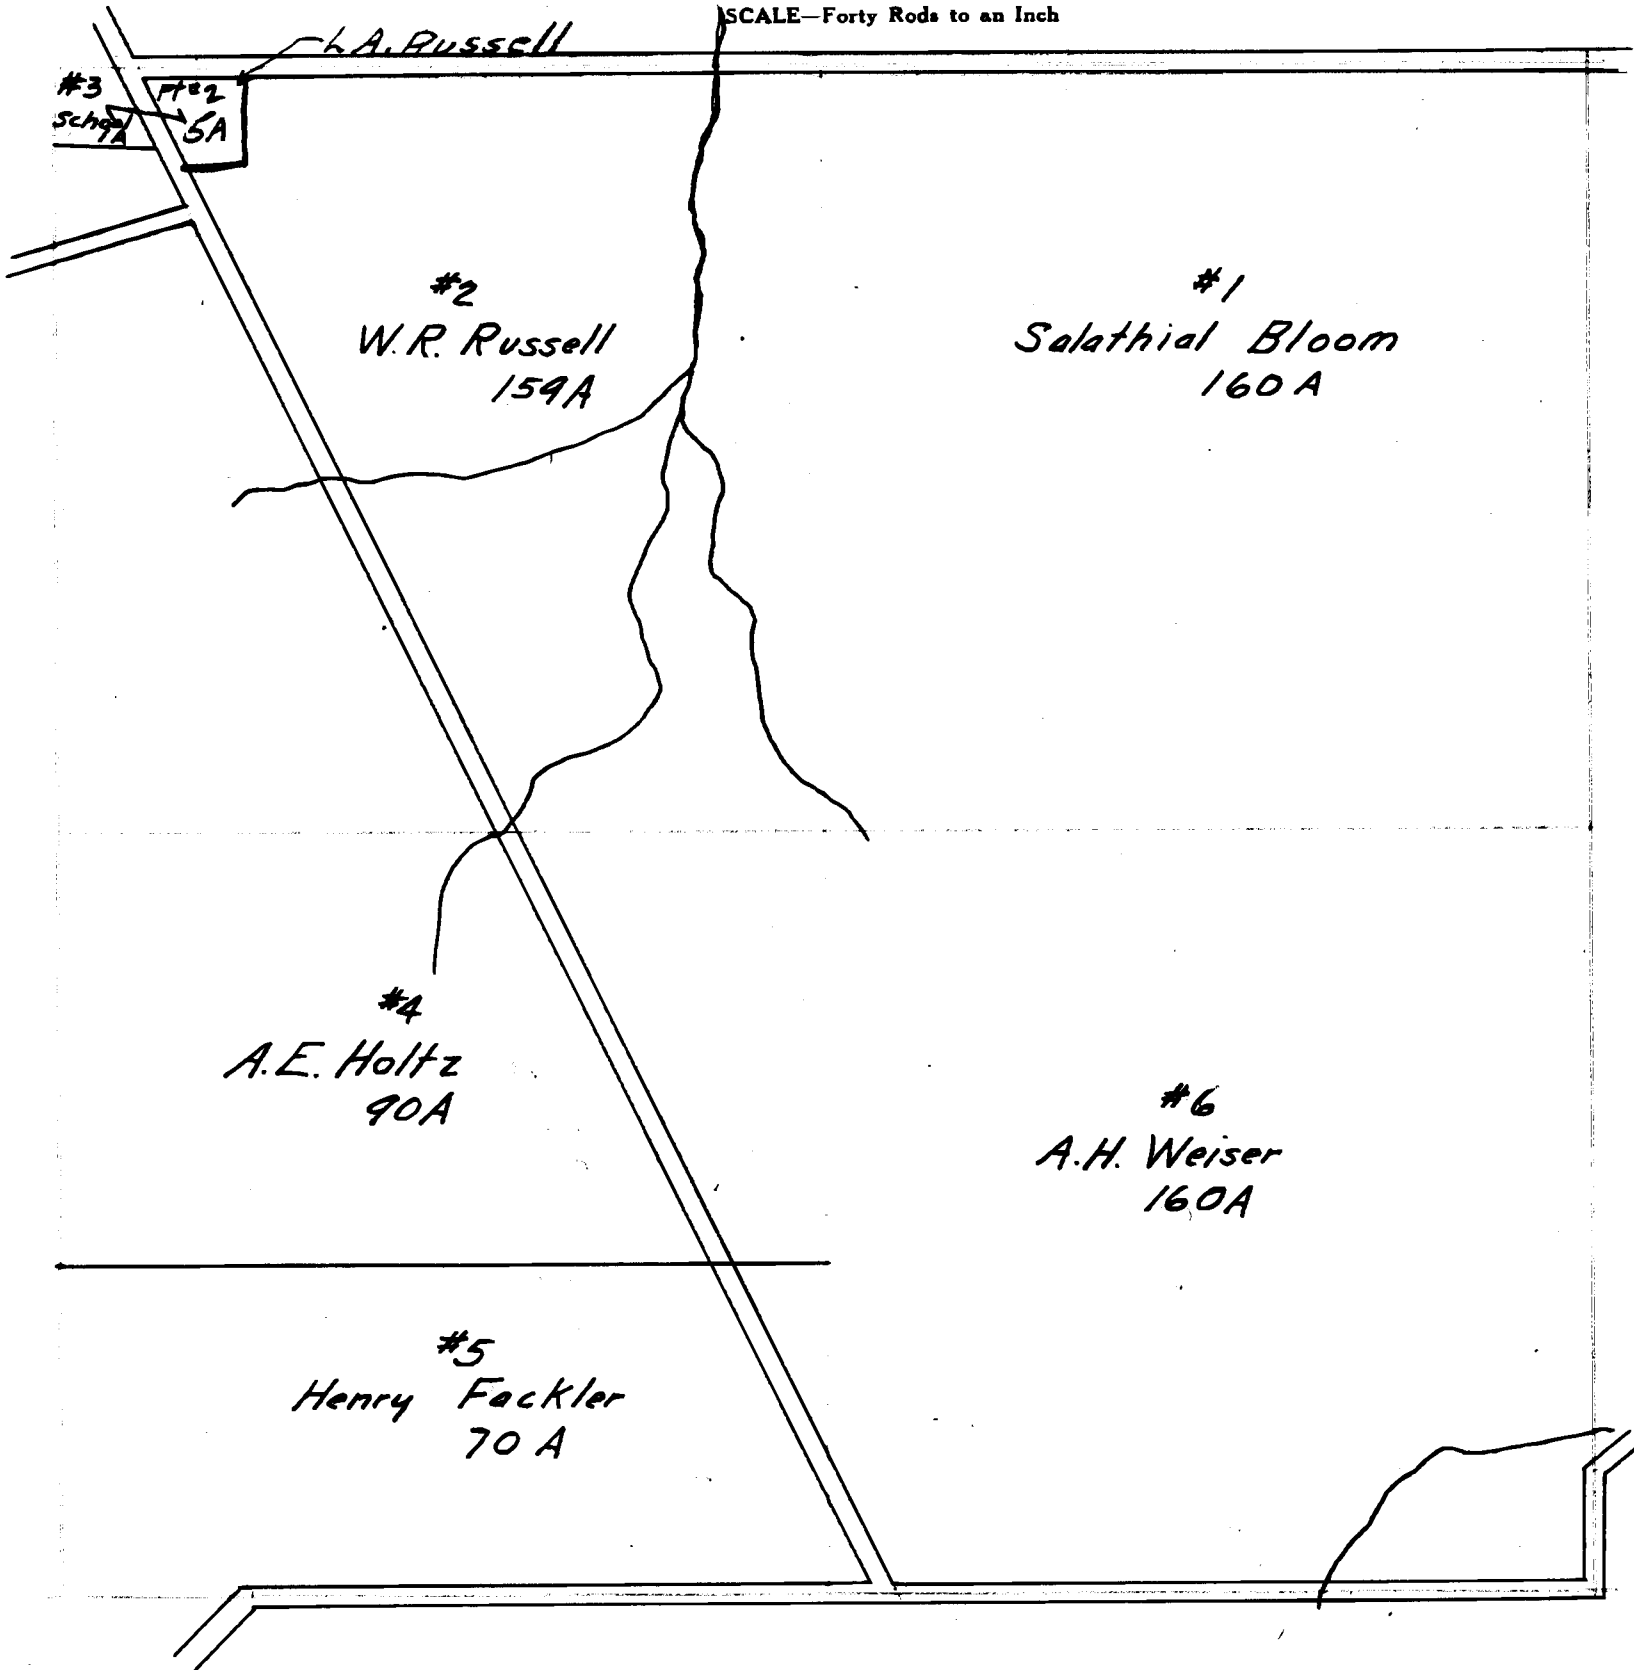 SCALE—Forty Rods to an Inch
L.A. Russell
#3
School
1A
Pt#2
5A
#2
W.R. Russell
159A
#1
Salathial Bloom
160 A
#4
A.E. Holtz
90A
#6
A.H. Weiser
160A
#5
Henry Fackler
70 A